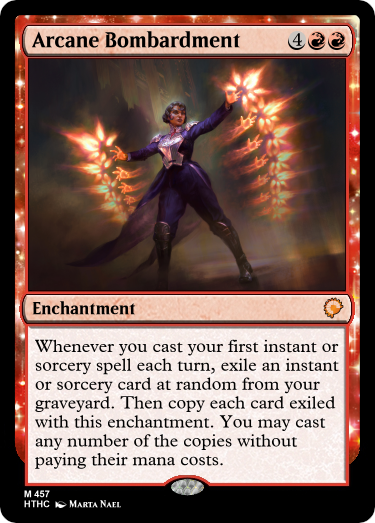 Arcane Bombardment 4
Enchantment
Whenever you cast your first instant or
sorcery spell each turn, exile an instant
or sorcery card at random from your
graveyard. Then copy each card exiled
with this enchantment. You may cast
any number of the copies without
paying their mana costs.
M 457
HTHC Marta Nael